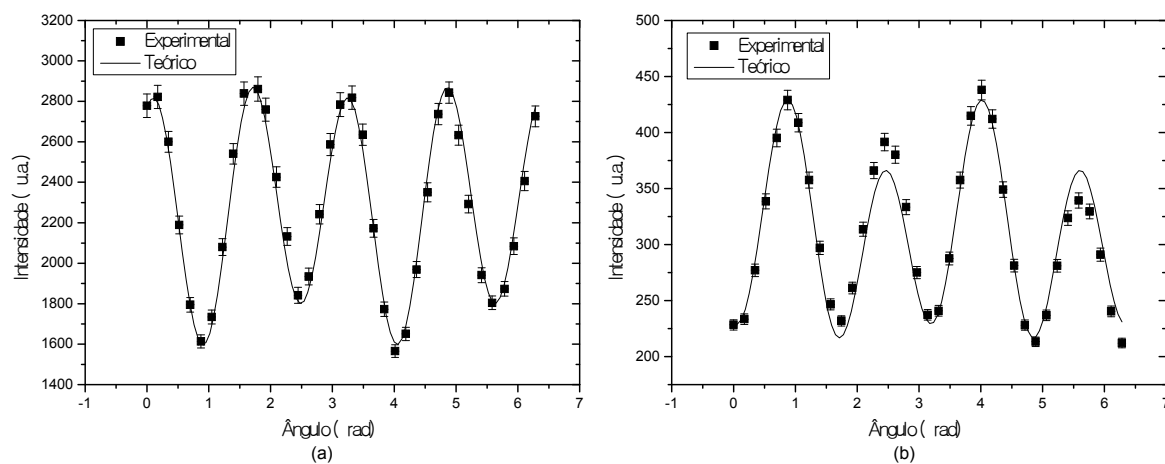 3200
3000
2800
2600
2400
2200
2000
1800
1600
1400
Intensidade ( u.a.)
Experimental
Teórico
-1 0 1 2 3 4 5 6 7
Ângulo ( rad)
(a)
500
450
400
350
300
250
200
Intensidade ( u.a.)
Experimental
Teórico
-1 0 1 2 3 4 5 6 7
Ângulo ( rad)
(b)